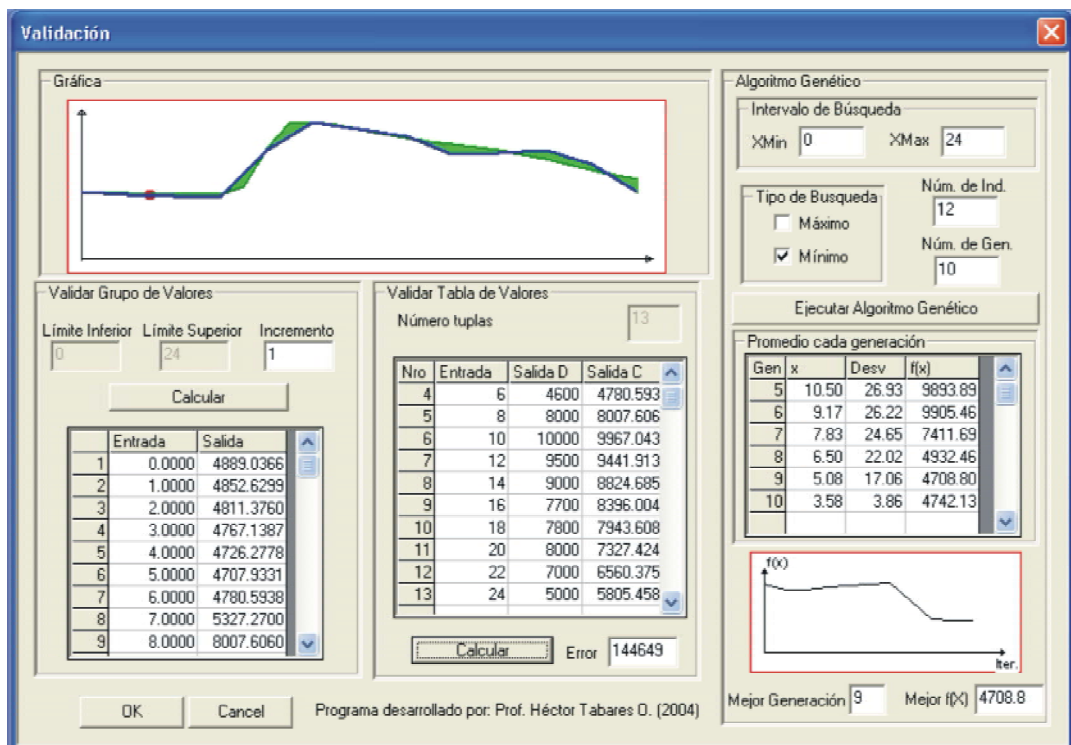 Validación
Gráfica
Validar Grupo de Valores
Límite Inferior Límite Superior Incremento
0 24 1
Calcular
Entrada Salida
1 0.0000 4889.0366
2 1.0000 4852.6299
3 2.0000 4811.3760
4 3.0000 4767.1387
5 4.0000 4726.2778
6 5.0000 4707.9331
7 6.0000 4780.5938
8 7.0000 5327.2700
9 8.0000 8007.6060
Validar Tabla de Valores
Número tuplas 13
Nro Entrada Salida D Salida C
4 6 4600 4780.593
5 8 8000 8007.606
6 10 10000 9967.043
7 12 9500 9441.913
8 14 9000 8824.685
9 16 7700 8396.004
10 18 7800 7943.608
11 20 8000 7327.424
12 22 7000 6560.375
13 24 5000 5805.458
Calcular Error 144649
OK Cancel Programa desarrollado por: Prof. Héctor Tabares O. (2004)
Algoritmo Genético
Intervalo de Búsqueda
XMin 0 XMax 24
Tipo de Busqueda
Máximo
Mínimo
Núm. de Ind.
12
Núm. de Gen.
10
Ejecutar Algoritmo Genético
Promedio cada generación
Gen x Desv f(x)
5 10.50 26.93 9893.89
6 9.17 26.22 9905.46
7 7.83 24.65 7411.69
8 6.50 22.02 4932.46
9 5.08 17.06 4708.80
10 3.58 3.86 4742.13
f(x)
Iter.
Mejor Generación 9 Mejor f(X) 4708.8